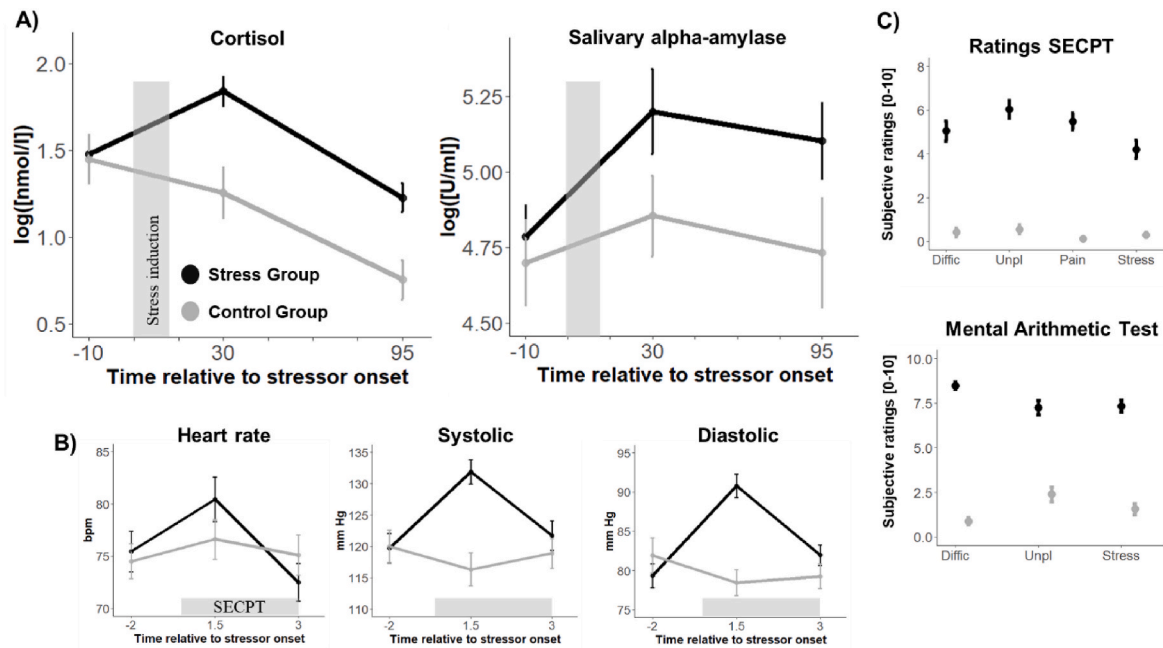 A)
Cortisol
log([nmol/l])
2.0
1.5
1.0
0.5
Stress induction
Stress Group
Control Group
-10
30
95
Time relative to stressor onset
Salivary alpha-amylase
log([U/ml])
5.25
5.00
4.75
4.50
-10
30
95
Time relative to stressor onset
B)
Heart rate
bpm
85
80
75
70
SECPT
-2
1.5
3
Time relative to stressor onset
Systolic
mm Hg
135
130
120
110
-2
1.5
3
Time relative to stressor onset
Diastolic
mm Hg
95
90
85
80
75
-2
1.5
3
Time relative to stressor onset
C)
Ratings SECPT
Subjective ratings [0-10]
8
6
4
2
0
Diffic
Unpl
Pain
Stress
Mental Arithmetic Test
Subjective ratings [0-10]
10.0
7.5
5.0
2.5
0.0
Diffic
Unpl
Stress